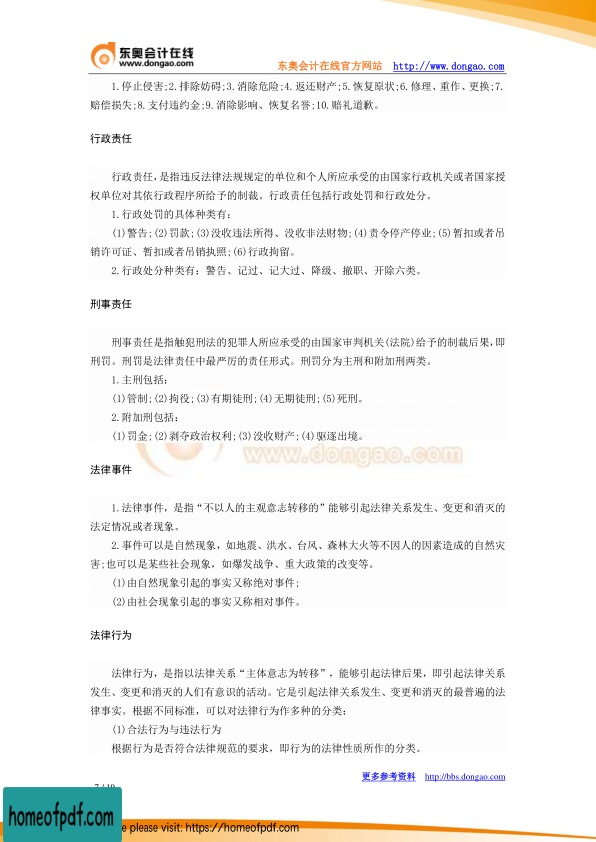 东奥会计在线
www.dongao.com
东奥会计在线官方网站 http://www.dongao.com
1.停止侵害;2.排除妨碍;3.消除危险;4.返还财产;5.恢复原状;6.修理、重作、更换;7.
赔偿损失;8.支付违约金;9.消除影响、恢复名誉;10.赔礼道歉。
行政责任
行政责任,是指违反法律法规规定的单位和个人所应承受的由国家行政机关或者国家授
权单位对其依行政程序所给予的制裁。行政责任包括行政处罚和行政处分。
1.行政处罚的具体种类有:
(1)警告;(2)罚款;(3)没收违法所得、没收非法财物;(4)责令停产停业;(5)暂扣或者吊
销许可证、暂扣或者吊销执照;(6)行政拘留。
2.行政处分种类有:警告、记过、记大过、降级、撤职、开除六类。
刑事责任
刑事责任是指触犯刑法的犯罪人所应承受的由国家审判机关(法院)给予的制裁后果,即
刑罚。刑罚是法律责任中最严厉的责任形式。刑罚分为主刑和附加刑两类。
1.主刑包括:
(1)管制;(2)拘役;(3)有期徒刑;(4)无期徒刑;(5)死刑。
2.附加刑包括:
(1)罚金;(2)剥夺政治权利;(3)没收财产;(4)驱逐出境。
www.dongao.com
法律事件
1.法律事件,是指“不以人的主观意志转移的”能够引起法律关系发生、变更和消灭的
法定情况或者现象。
2.事件可以是自然现象,如地震、洪水、台风、森林大火等不因人的因素造成的自然灾
害;也可以是某些社会现象,如爆发战争、重大政策的改变等。
(1)由自然现象引起的事实又称绝对事件;
(2)由社会现象引起的事实又称相对事件。
法律行为
法律行为,是指以法律关系“主体意志为转移”,能够引起法律后果,即引起法律关系
发生、变更和消灭的人们有意识的活动。它是引起法律关系发生、变更和消灭的最普遍的法
律事实。根据不同标准,可以对法律行为作多种的分类:
(1)合法行为与违法行为
根据行为是否符合法律规范的要求,即行为的法律性质所作的分类。
更多参考资料 http://bbs.dongao.com
homeofpdf.com
please visit: https://homeofpdf.com